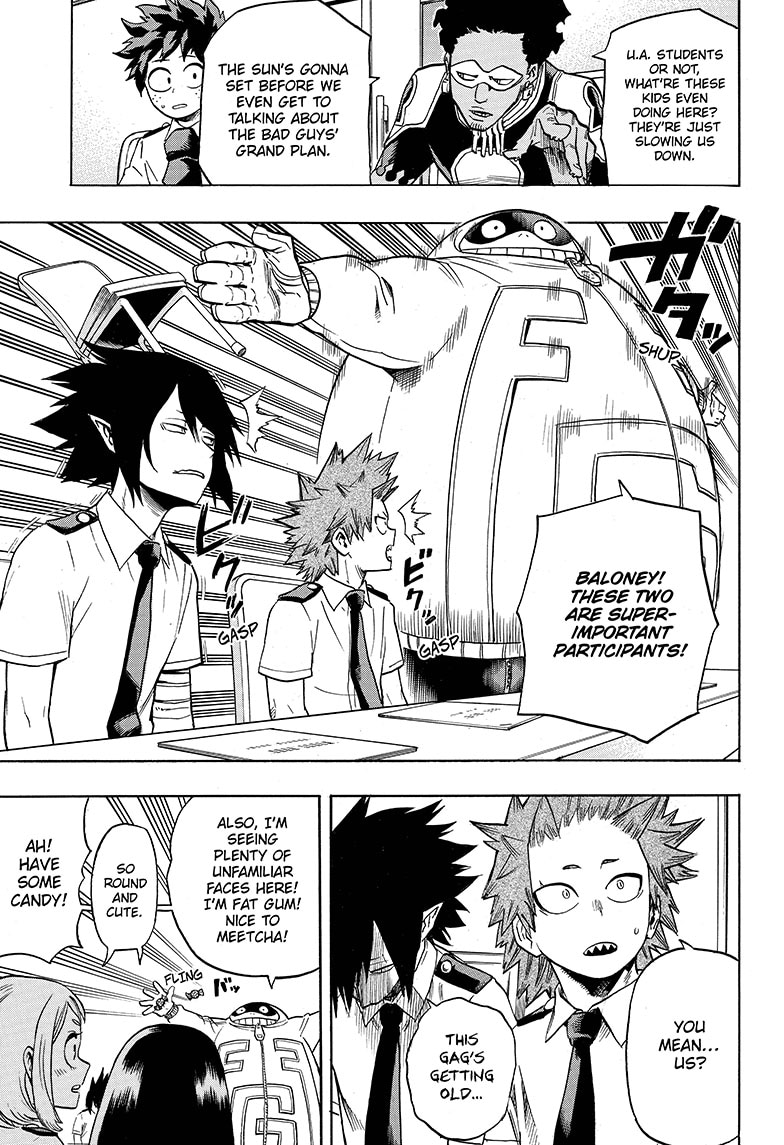 U.A. STUDENTS
OR NOT,
WHAT'RE THESE
KIDS EVEN
DOING HERE?
THEY'RE JUST
SLOWING US
DOWN.
THE SUN'S GONNA
SET BEFORE WE
EVEN GET TO
TALKING ABOUT
THE BAD GUYS'
GRAND PLAN.
ガタッ
SHUP
F
G
BALONEY!
THESE TWO
ARE SUPER-
IMPORTANT
PARTICIPANTS!
ビクッ
GASP
ビクッ
GASP
YOU
MEAN...
US?
THIS
GAG'S
GETTING
OLD...
ALSO, I'M
SEEING
PLENTY OF
UNFAMILIAR
FACES HERE!
I'M FAT GUM!
NICE TO
MEETCHA!
FLING
バッ
F F
G
SO
ROUND
AND
CUTE.
AH!
HAVE
SOME
CANDY!